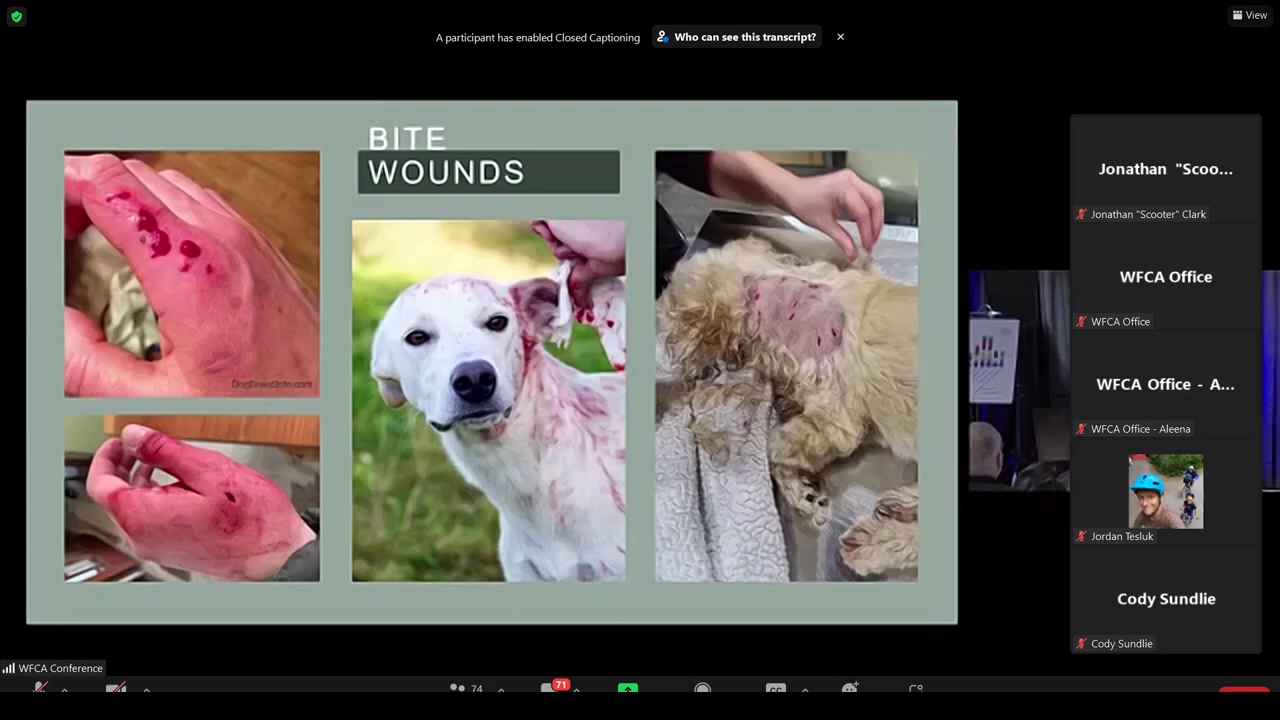 View
A participant has enabled Closed Captioning
Who can see this transcript?
BITE
WOUNDS
Jonathan "Scoo...
Jonathan "Scooter" Clark
WFCA Office
WFCA Office
WFCA Office - A...
WFCA Office - Aleena
Jordan Tesluk
Cody Sundlie
Cody Sundlie
WFCA Conference
74
71
CC